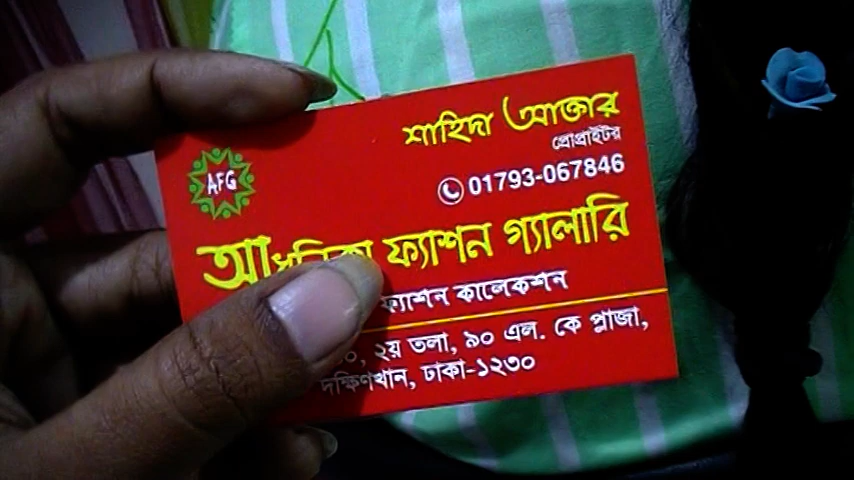 শাহিদা আক্তার
প্রোপ্রাইটর
AFG
01793-067846
ফ্যাশন গ্যালারি
ফ্যাশন কালেকশন
২য় তলা, ৯০ এল. কে প্লাজা,
দক্ষিণখান, ঢাকা-১২৩০